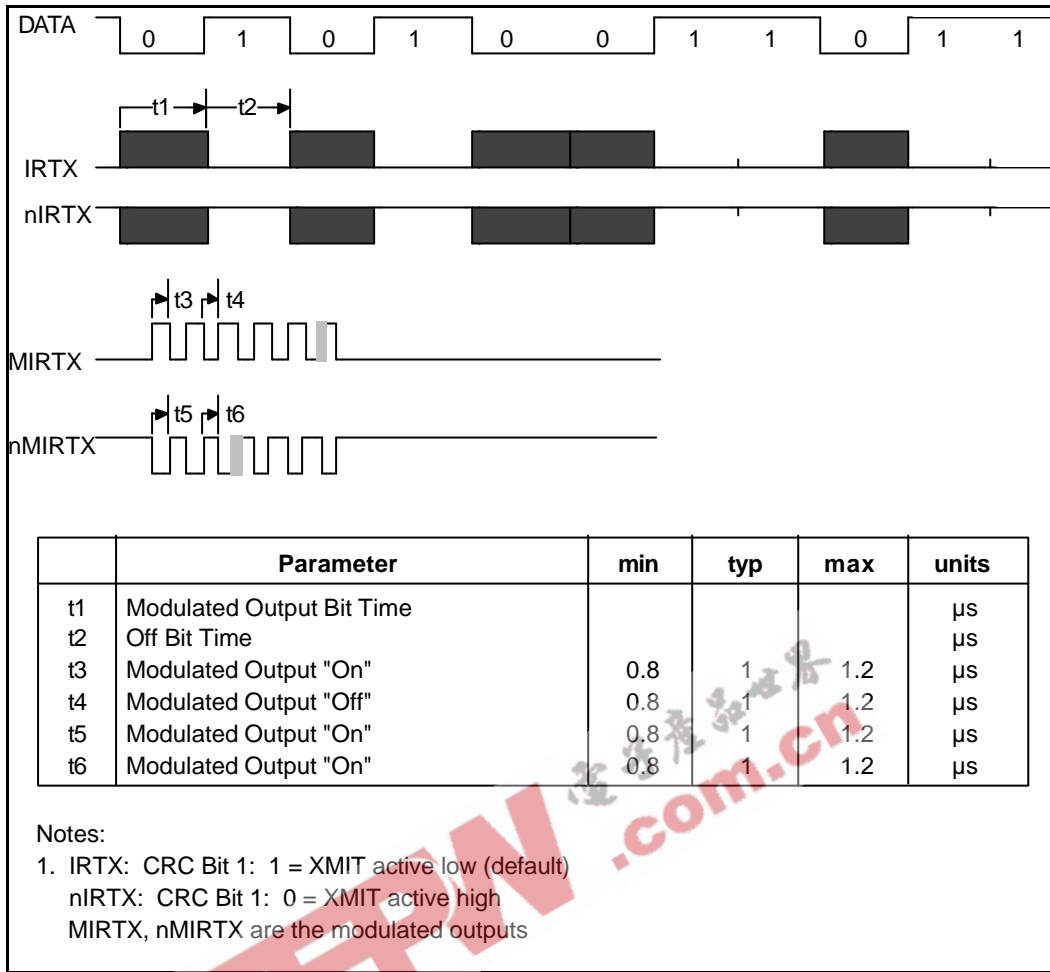 DATA 0 1 0 1 0 0 1 1 0 1 1
t1 t2
IRTX
nIRTX
t3 t4
MIRTX
t5 t6
nMIRTX
Parameter min typ max units
t1 Modulated Output Bit Time µs
t2 Off Bit Time µs
t3 Modulated Output "On" 0.8 1 1.2 µs
t4 Modulated Output "Off" 0.8 1 1.2 µs
t5 Modulated Output "On" 0.8 1 1.2 µs
t6 Modulated Output "On" 0.8 1 1.2 µs
Notes:
1. IRTX: CRC Bit 1: 1 = XMIT active low (default)
nIRTX: CRC Bit 1: 0 = XMIT active high
MIRTX, nMIRTX are the modulated outputs
.com.cn